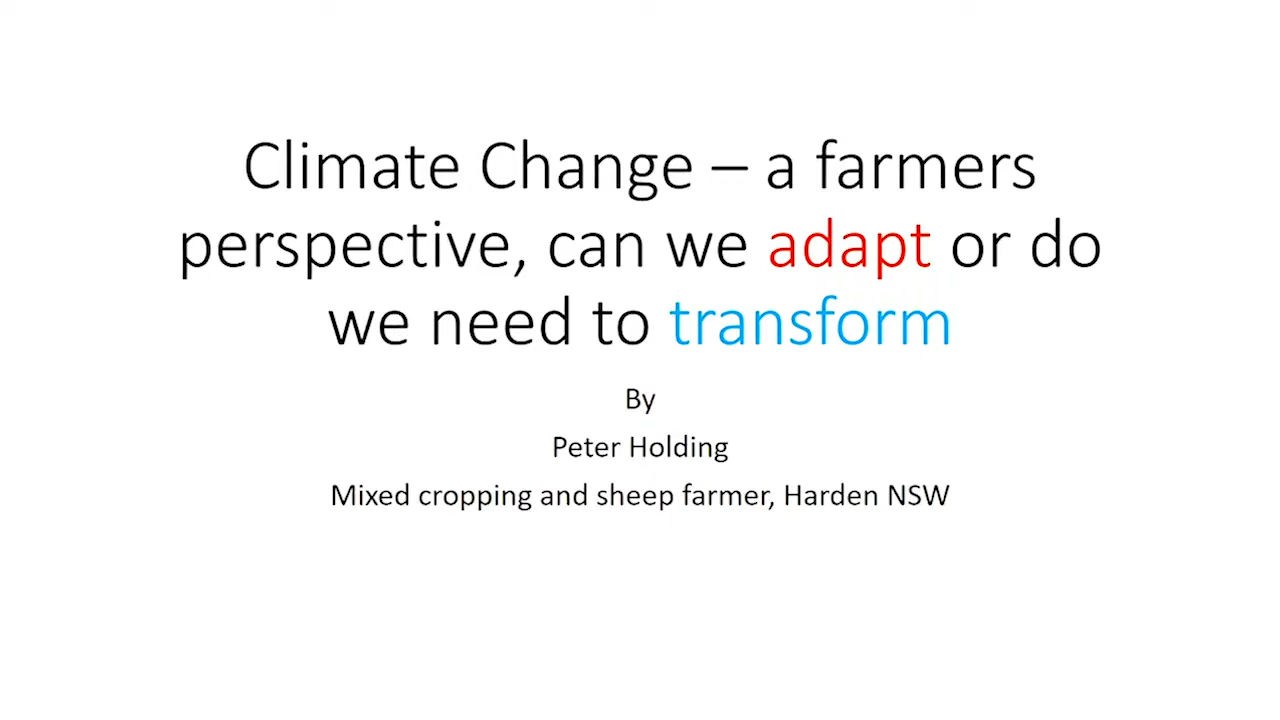 Climate Change – a farmers
perspective, can we adapt or do
we need to transform
By
Peter Holding
Mixed cropping and sheep farmer, Harden NSW